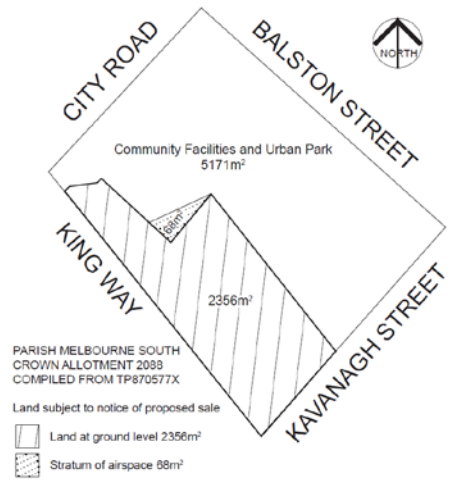 CITY ROAD
BALSTON STREET
NORTH
Community Facilities and Urban Park
5171m²
68m²
KING WAY
2356m²
KAVANAGH STREET
PARISH MELBOURNE SOUTH
CROWN ALLOTMENT 2088
COMPILED FROM TP870577X
Land subject to notice of proposed sale
Land at ground level 2356m²
Stratum of airspace 68m²